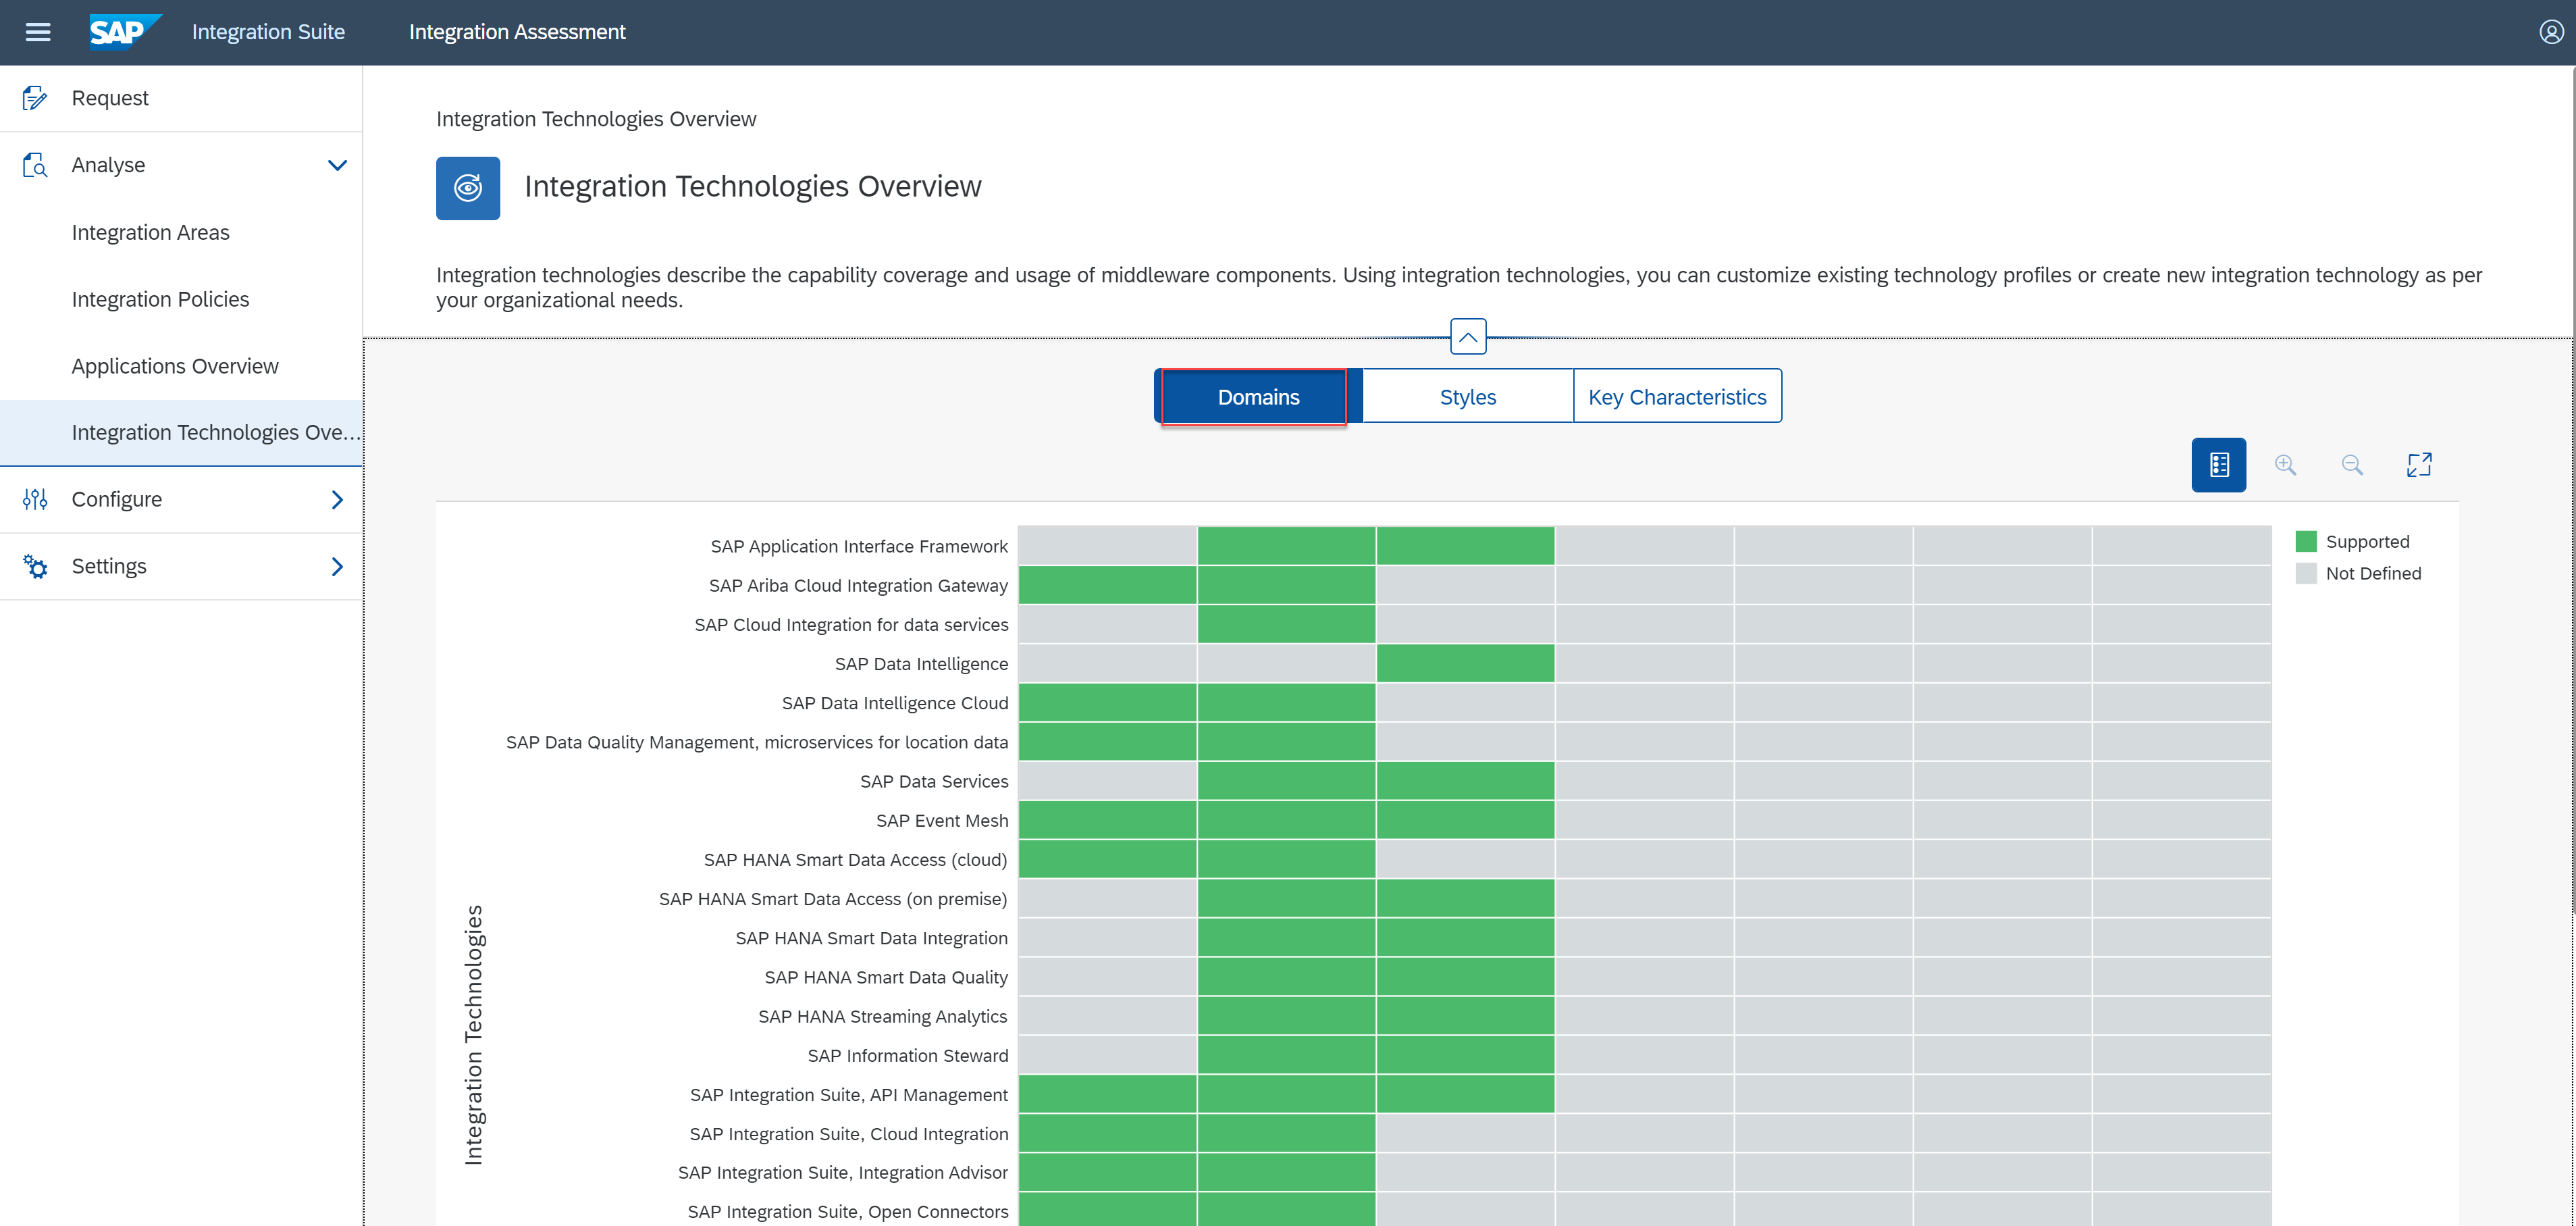 SAP Integration Suite Integration Assessment
Request
Analyse
Integration Areas
Integration Policies
Applications Overview
Integration Technologies Ove...
Configure
Settings
Integration Technologies Overview
Integration Technologies Overview
Integration technologies describe the capability coverage and usage of middleware components. Using integration technologies, you can customize existing technology profiles or create new integration technology as per
your organizational needs.
Domains Styles Key Characteristics
Integration Technologies
SAP Application Interface Framework
SAP Ariba Cloud Integration Gateway
SAP Cloud Integration for data services
SAP Data Intelligence
SAP Data Intelligence Cloud
SAP Data Quality Management, microservices for location data
SAP Data Services
SAP Event Mesh
SAP HANA Smart Data Access (cloud)
SAP HANA Smart Data Access (on premise)
SAP HANA Smart Data Integration
SAP HANA Smart Data Quality
SAP HANA Streaming Analytics
SAP Information Steward
SAP Integration Suite, API Management
SAP Integration Suite, Cloud Integration
SAP Integration Suite, Integration Advisor
SAP Integration Suite, Open Connectors
Supported
Not Defined